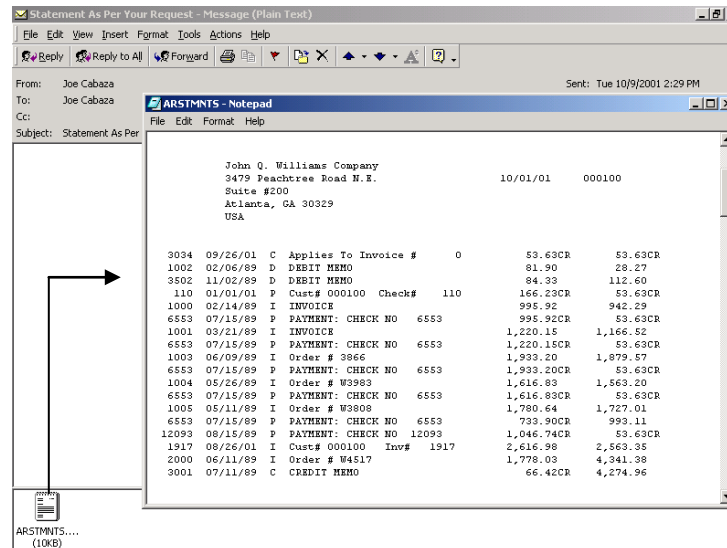 Statement As Per Your Request - Message (Plain Text)
File Edit View Insert Format Tools Actions Help
Reply Reply to All Forward
From: Joe Cabaza Sent: Tue 10/9/2001 2:29 PM
To: Joe Cabaza
Cc:
Subject: Statement As Per
ARSTMNTS - Notepad
File Edit Format Help
John Q. Williams Company
3479 Peachtree Road N.E. 10/01/01 000100
Suite #200
Atlanta, GA 30329
USA
3034 09/26/01 C Applies To Invoice # 0 53.63CR 53.63CR
1002 02/06/89 D DEBIT MEMO 81.90 28.27
3502 11/02/89 D DEBIT MEMO 84.33 112.60
110 01/01/01 P Cust# 000100 Check# 110 166.23CR 53.63CR
1000 02/14/89 I INVOICE 995.92 942.29
6553 07/15/89 P PAYMENT: CHECK NO 6553 995.92CR 53.63CR
1001 03/21/89 I INVOICE 1,220.15 1,166.52
6553 07/15/89 P PAYMENT: CHECK NO 6553 1,220.15CR 53.63CR
1003 06/09/89 I Order # 3866 1,933.20 1,879.57
6553 07/15/89 P PAYMENT: CHECK NO 6553 1,933.20CR 53.63CR
1004 05/26/89 I Order # W3983 1,616.83 1,563.20
6553 07/15/89 P PAYMENT: CHECK NO 6553 1,616.83CR 53.63CR
1005 05/11/89 I Order # W3808 1,780.64 1,727.01
6553 07/15/89 P PAYMENT: CHECK NO 6553 733.90CR 993.11
12093 08/15/89 P PAYMENT: CHECK NO 12093 1,046.74CR 53.63CR
1917 08/26/01 I Cust# 000100 Inv# 1917 2,616.98 2,563.35
2000 06/11/89 I Order # W4517 1,778.03 4,341.38
3001 07/11/89 C CREDIT MEMO 66.42CR 4,274.96
ARSTMNTS....
(10KB)